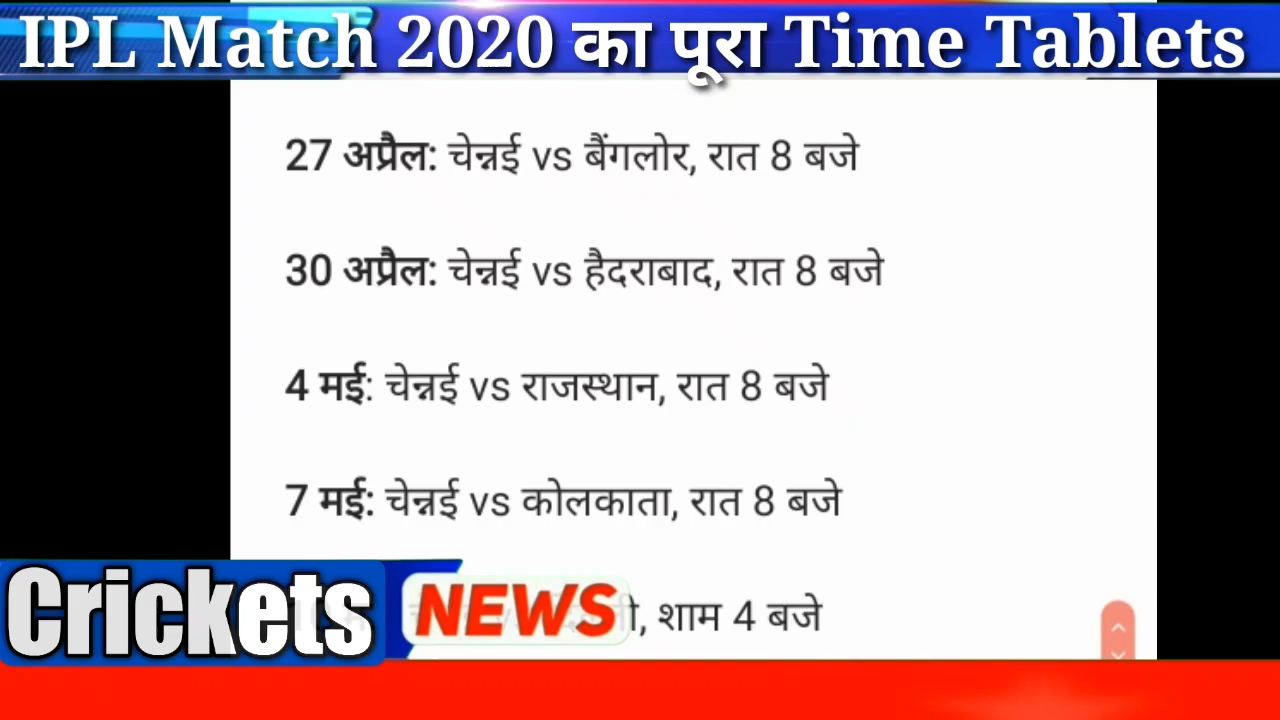 IPL Match 2020 का पूरा Time Tablets
27 अप्रैल: चेन्नई vs बैंगलोर, रात 8 बजे
30 अप्रैल: चेन्नई vs हैदराबाद, रात 8 बजे
4 मई: चेन्नई vs राजस्थान, रात 8 बजे
7 मई: चेन्नई vs कोलकाता, रात 8 बजे
शाम 4 बजे
Crickets NEWS